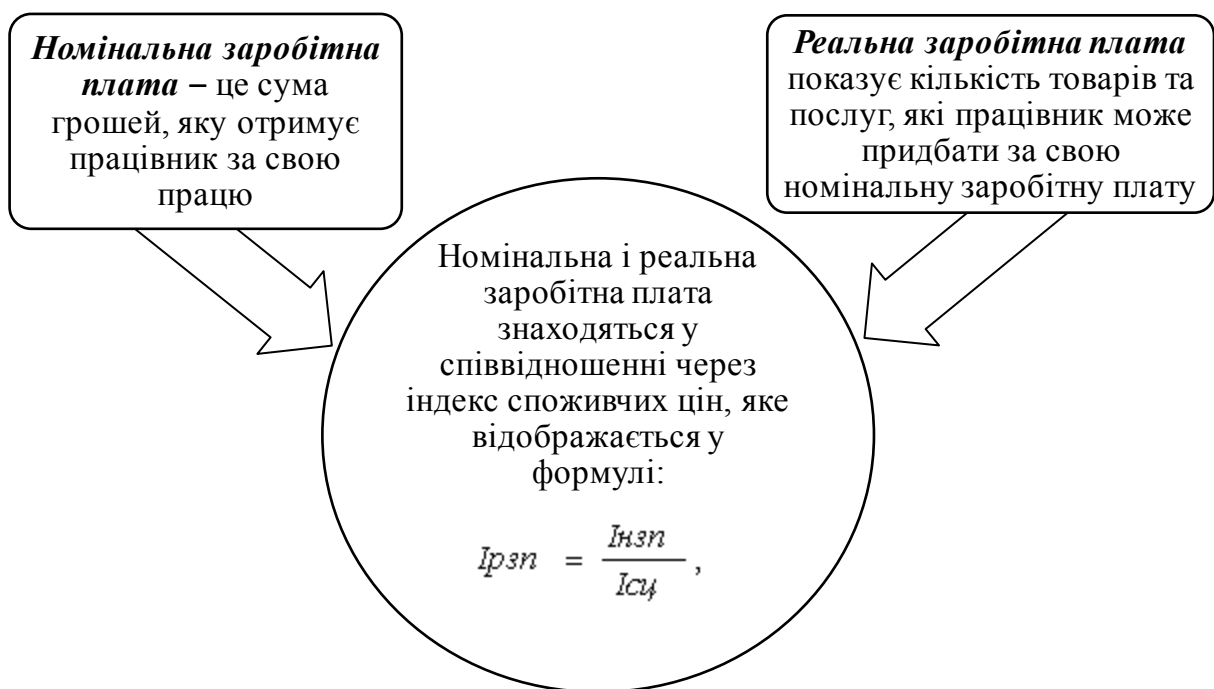 Номінальна заробітна
плата – це сума
грошей, яку отримує
працівник за свою
працю
Реальна заробітна плата
показує кількість товарів та
послуг, які працівник може
придбати за свою
номінальну заробітну плату
Номінальна і реальна
заробітна плата
знаходяться у
співвідношенні через
індекс споживчих цін, яке
відображається у
формулі:
Ірзп = Інзп / Ісц ,